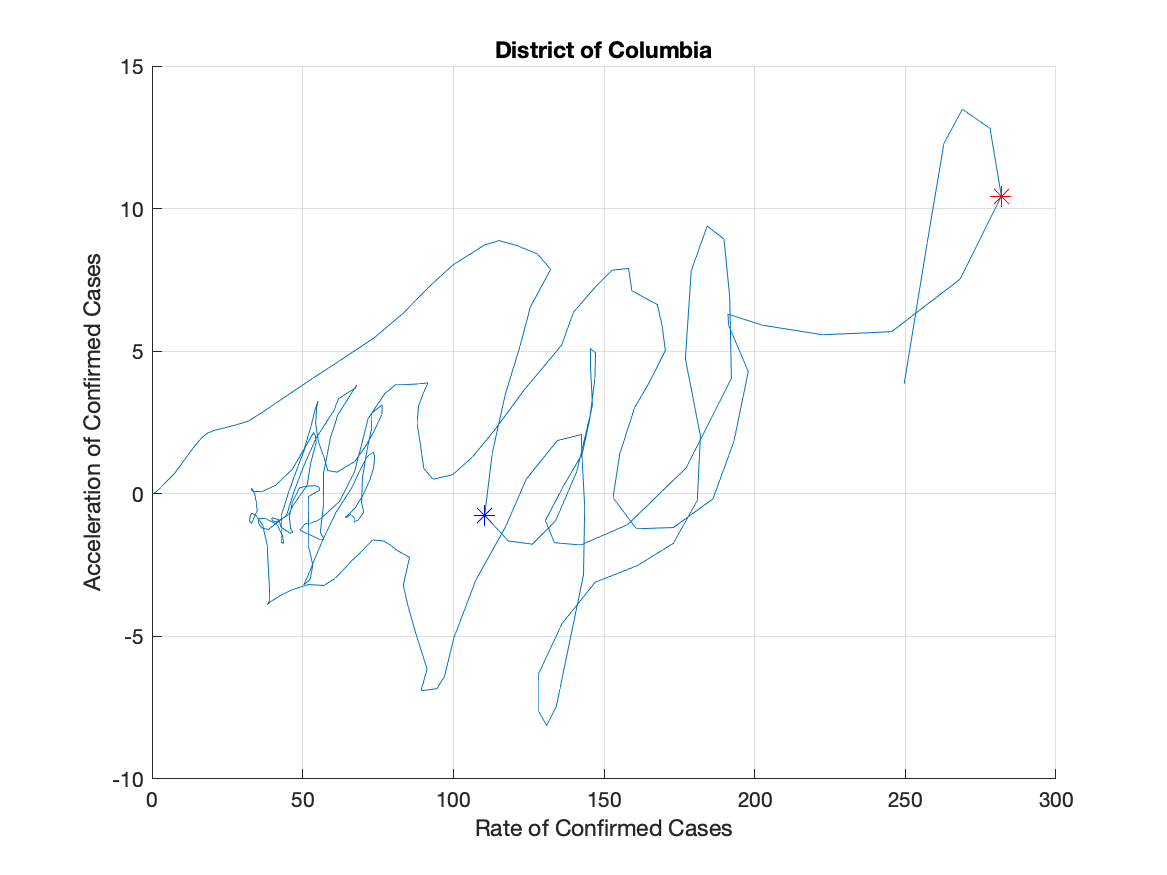 District of Columbia
15
10
5
0
-5
-10
0 50 100 150 200 250 300
Acceleration of Confirmed Cases
Rate of Confirmed Cases